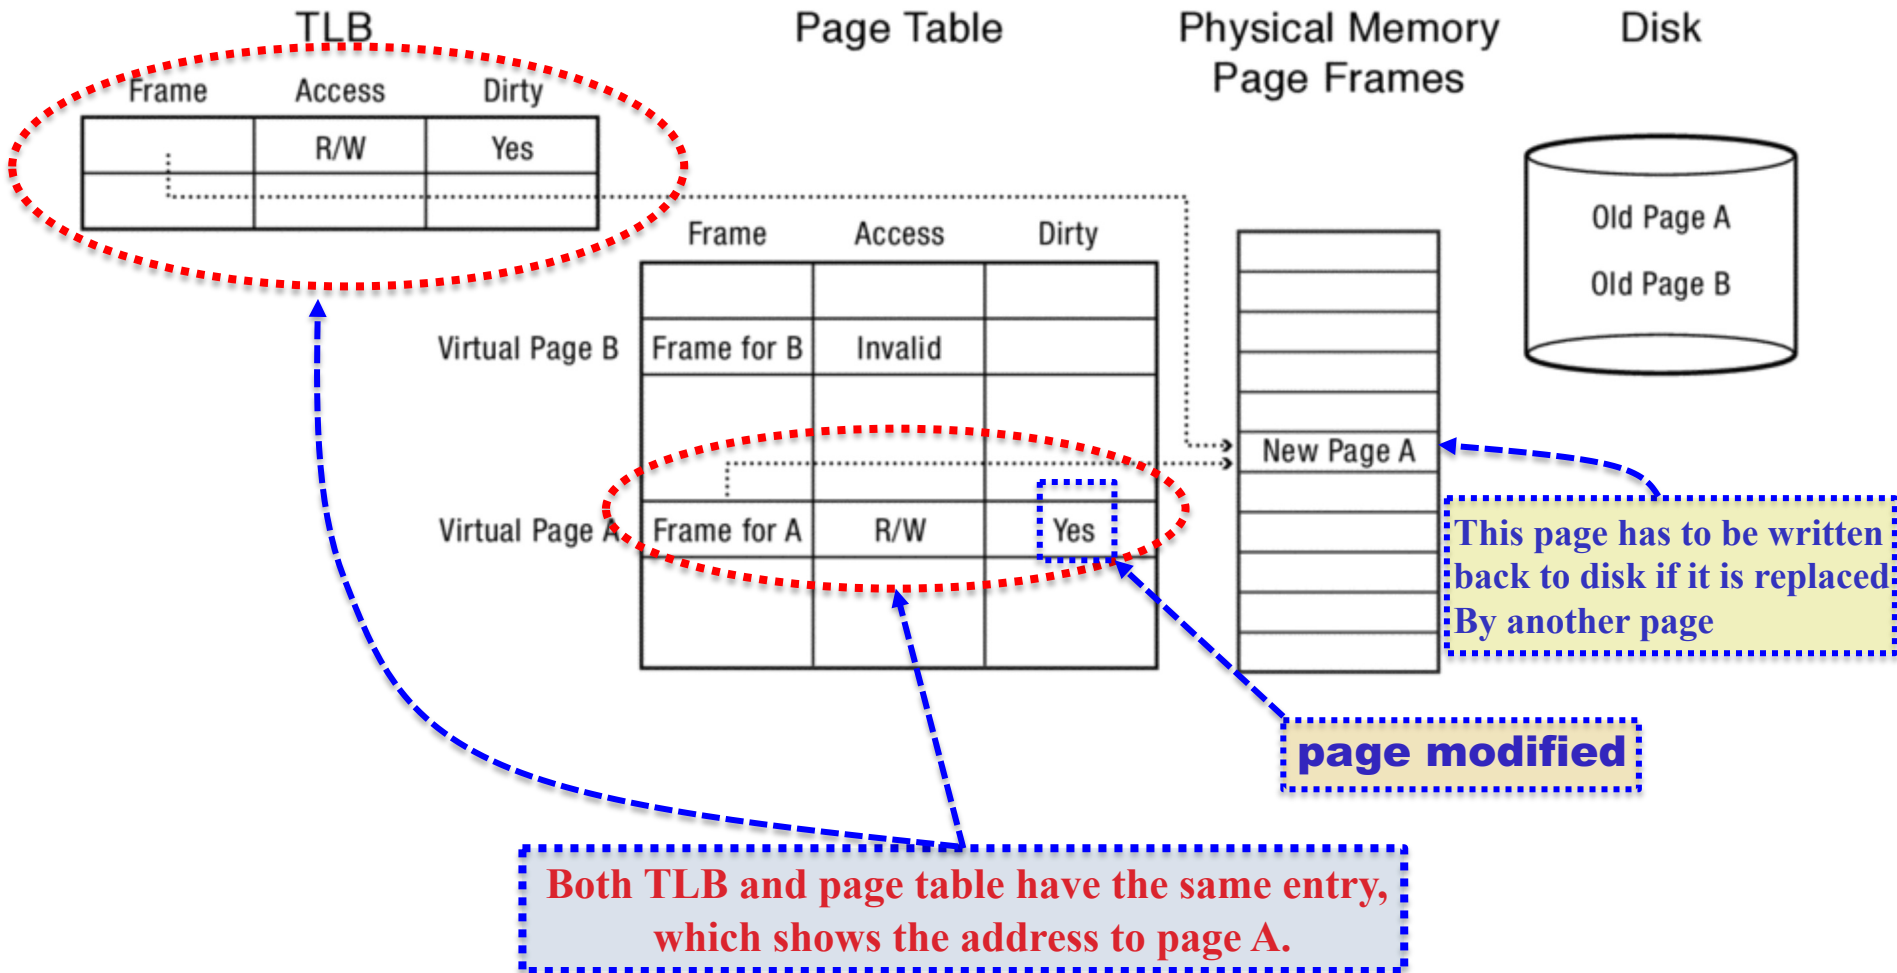 TLB
Page Table
Physical Memory
Page Frames
Disk
Frame Access Dirty
R/W Yes
Old Page A
Old Page B
Frame Access Dirty
Virtual Page B Frame for B Invalid
New Page A
Virtual Page A Frame for A R/W Yes
This page has to be written
back to disk if it is replaced
By another page
page modified
Both TLB and page table have the same entry,
which shows the address to page A.